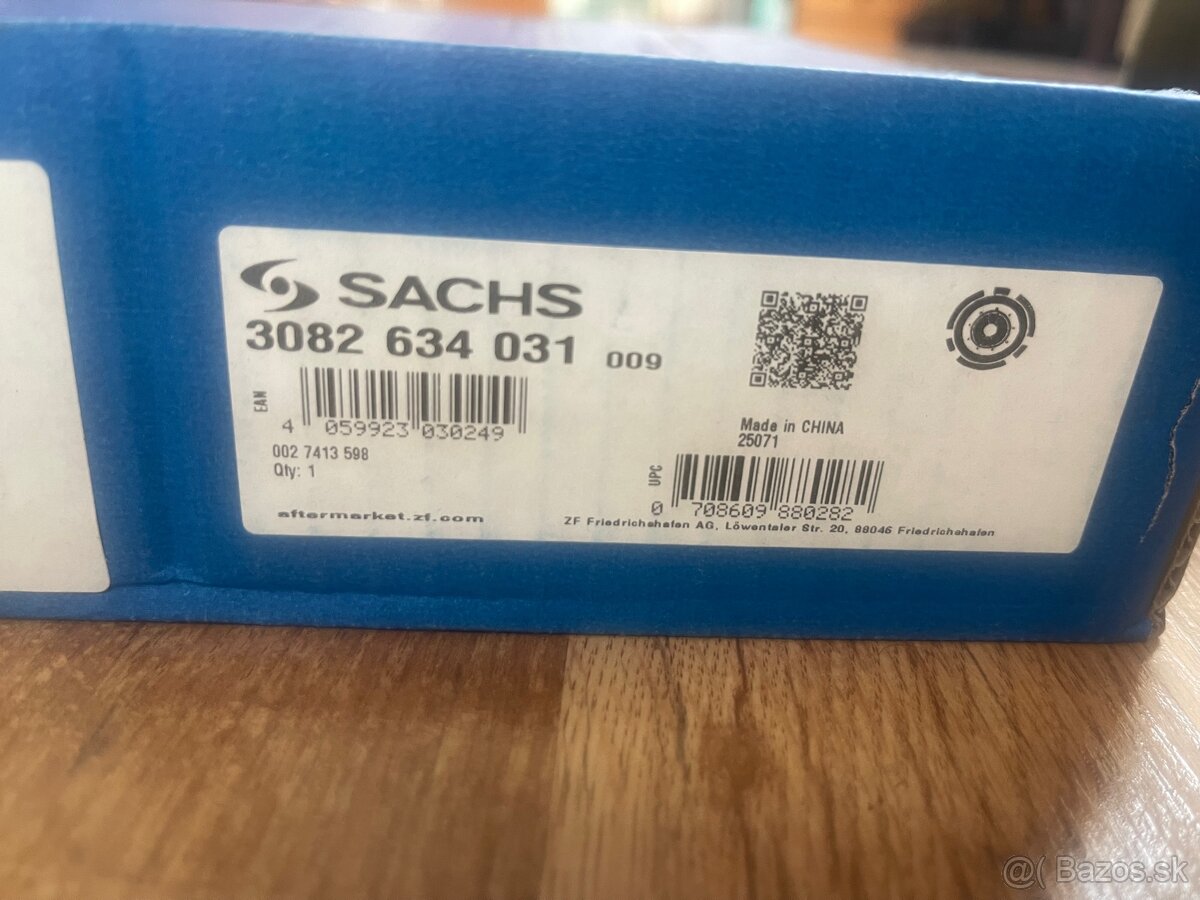 SACHS
3082 634 031 009
EAN
4 059923 030249
002 7413 598
Qty: 1
aftermarket.zf.com
Made in CHINA
25071
UPC
0 708609 880282
ZF Friedrichshafen AG, Löwentaler Str. 20, 88046 Friedrichshafen
@( Bazos.sk